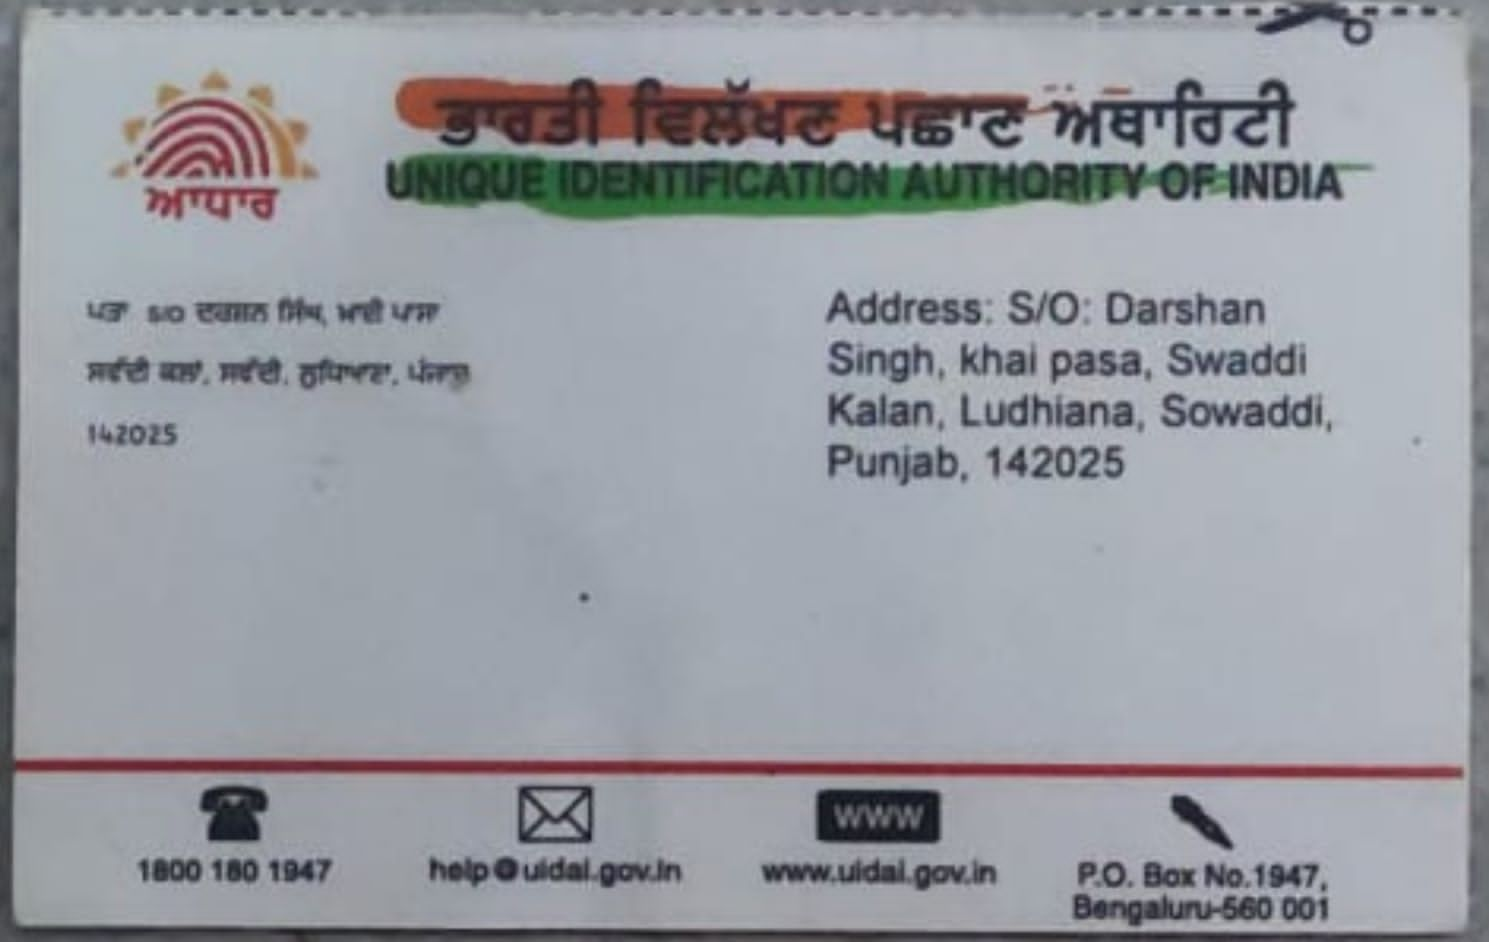 ਭਾਰਤੀ ਵਿਲੱਖਣ ਪਛਾਣ ਅਥਾਰਿਟੀ
UNIQUE IDENTIFICATION AUTHORITY OF INDIA
ਆਧਾਰ
ਪਤਾ S/O ਦਰਸ਼ਨ ਸਿੰਘ, ਖਾਈ ਪਾਸਾ
ਸਵੱਦੀ ਕਲਾਂ, ਸਵੱਦੀ, ਲੁਧਿਆਣਾ, ਪੰਜਾਬ
142025
Address: S/O: Darshan
Singh, khai pasa, Swaddi
Kalan, Ludhiana, Sowaddi,
Punjab, 142025
1800 180 1947
help@uidai.gov.in
www
www.uidai.gov.in
P.O. Box No.1947,
Bengaluru-560 001